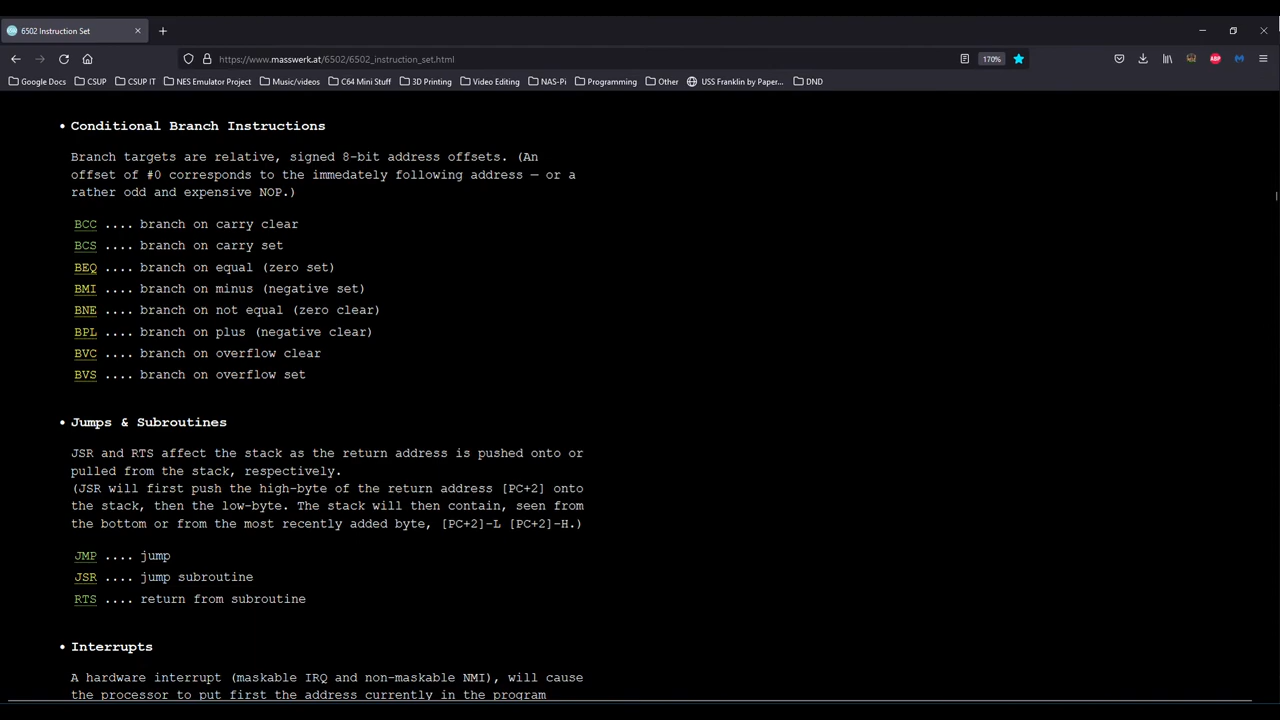 6502 Instruction Set
https://www.masswerk.at/6502/6502_instruction_set.html
170%
ABP
Google Docs CSUP CSUP IT NES Emulator Project Music/videos C64 Mini Stuff 3D Printing Video Editing NAS-Pi Programming Other USS Franklin by Paper... DND
• Conditional Branch Instructions
Branch targets are relative, signed 8-bit address offsets. (An
offset of #0 corresponds to the immedately following address — or a
rather odd and expensive NOP.)
BCC .... branch on carry clear
BCS .... branch on carry set
BEQ .... branch on equal (zero set)
BMI .... branch on minus (negative set)
BNE .... branch on not equal (zero clear)
BPL .... branch on plus (negative clear)
BVC .... branch on overflow clear
BVS .... branch on overflow set
• Jumps & Subroutines
JSR and RTS affect the stack as the return address is pushed onto or
pulled from the stack, respectively.
(JSR will first push the high-byte of the return address [PC+2] onto
the stack, then the low-byte. The stack will then contain, seen from
the bottom or from the most recently added byte, [PC+2]-L [PC+2]-H.)
JMP .... jump
JSR .... jump subroutine
RTS .... return from subroutine
• Interrupts
A hardware interrupt (maskable IRQ and non-maskable NMI), will cause
the processor to put first the address currently in the program